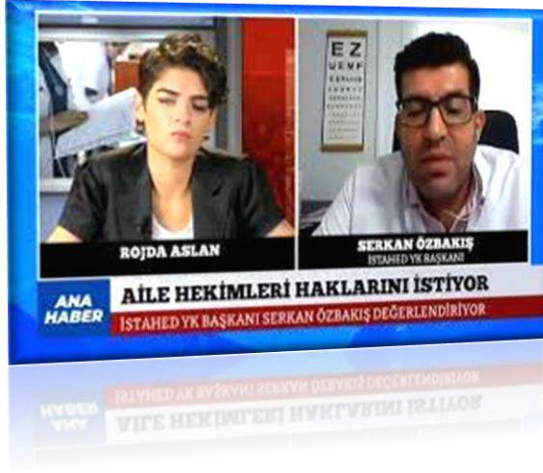 EZ
ROJDA ASLAN
SERKAN ÖZBAKIŞ
İSTAHED YK BAŞKANI
ANA
HABER
AİLE HEKİMLERİ HAKLARINI İSTİYOR
İSTAHED YK BAŞKANI SERKAN ÖZBAKIŞ DEĞERLENDİRİYOR